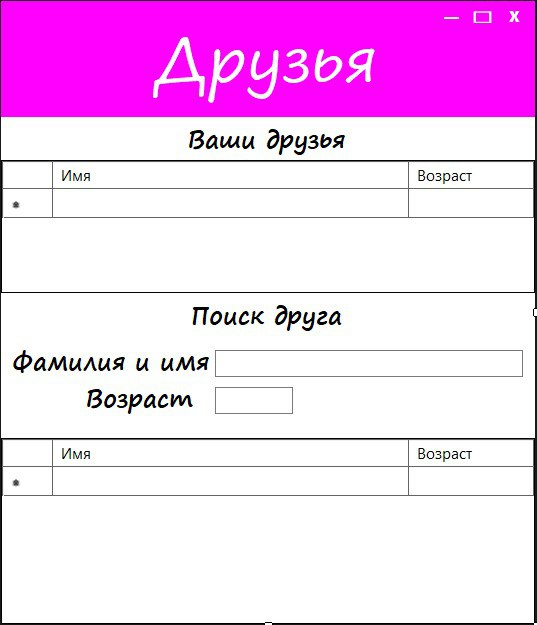 Друзья
Ваши друзья
Имя Возраст
Поиск друга
Фамилия и имя
Возраст
Имя Возраст